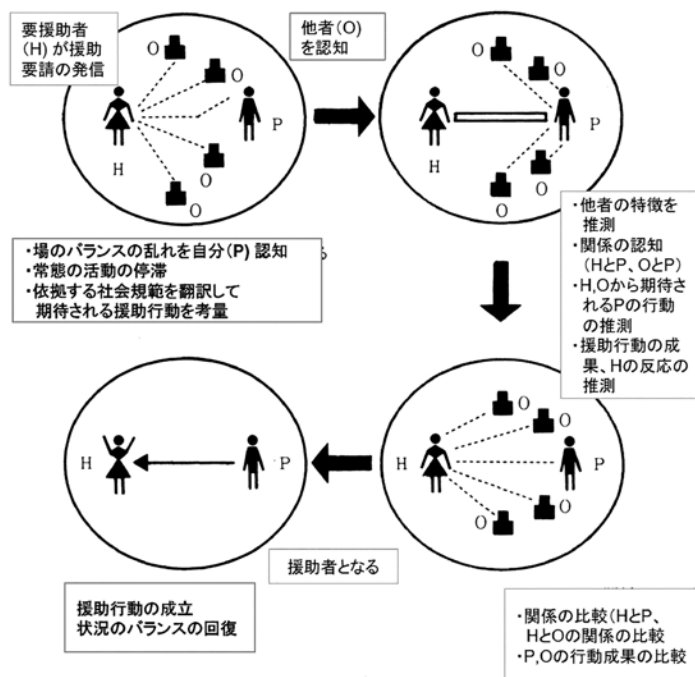 要援助者
(H) が援助
要請の発信
他者(O)
を認知
O
O
P
H
O
O
O
O
P
H
O
O
・場のバランスの乱れを自分(P) 認知
る
・常態の活動の停滞
・依拠する社会規範を翻訳して
期待される援助行動を考量
・他者の特徴を
推測
・関係の認知
(HとP、OとP)
・H,Oから期待さ
れるPの行動
の推測
・援助行動の成
果、Hの反応の
推測
H
P
O
O
H
P
O
O
援助者となる
援助行動の成立
状況のバランスの回復
・関係の比較(HとP、
HとOの関係の比較
・P,Oの行動成果の比較